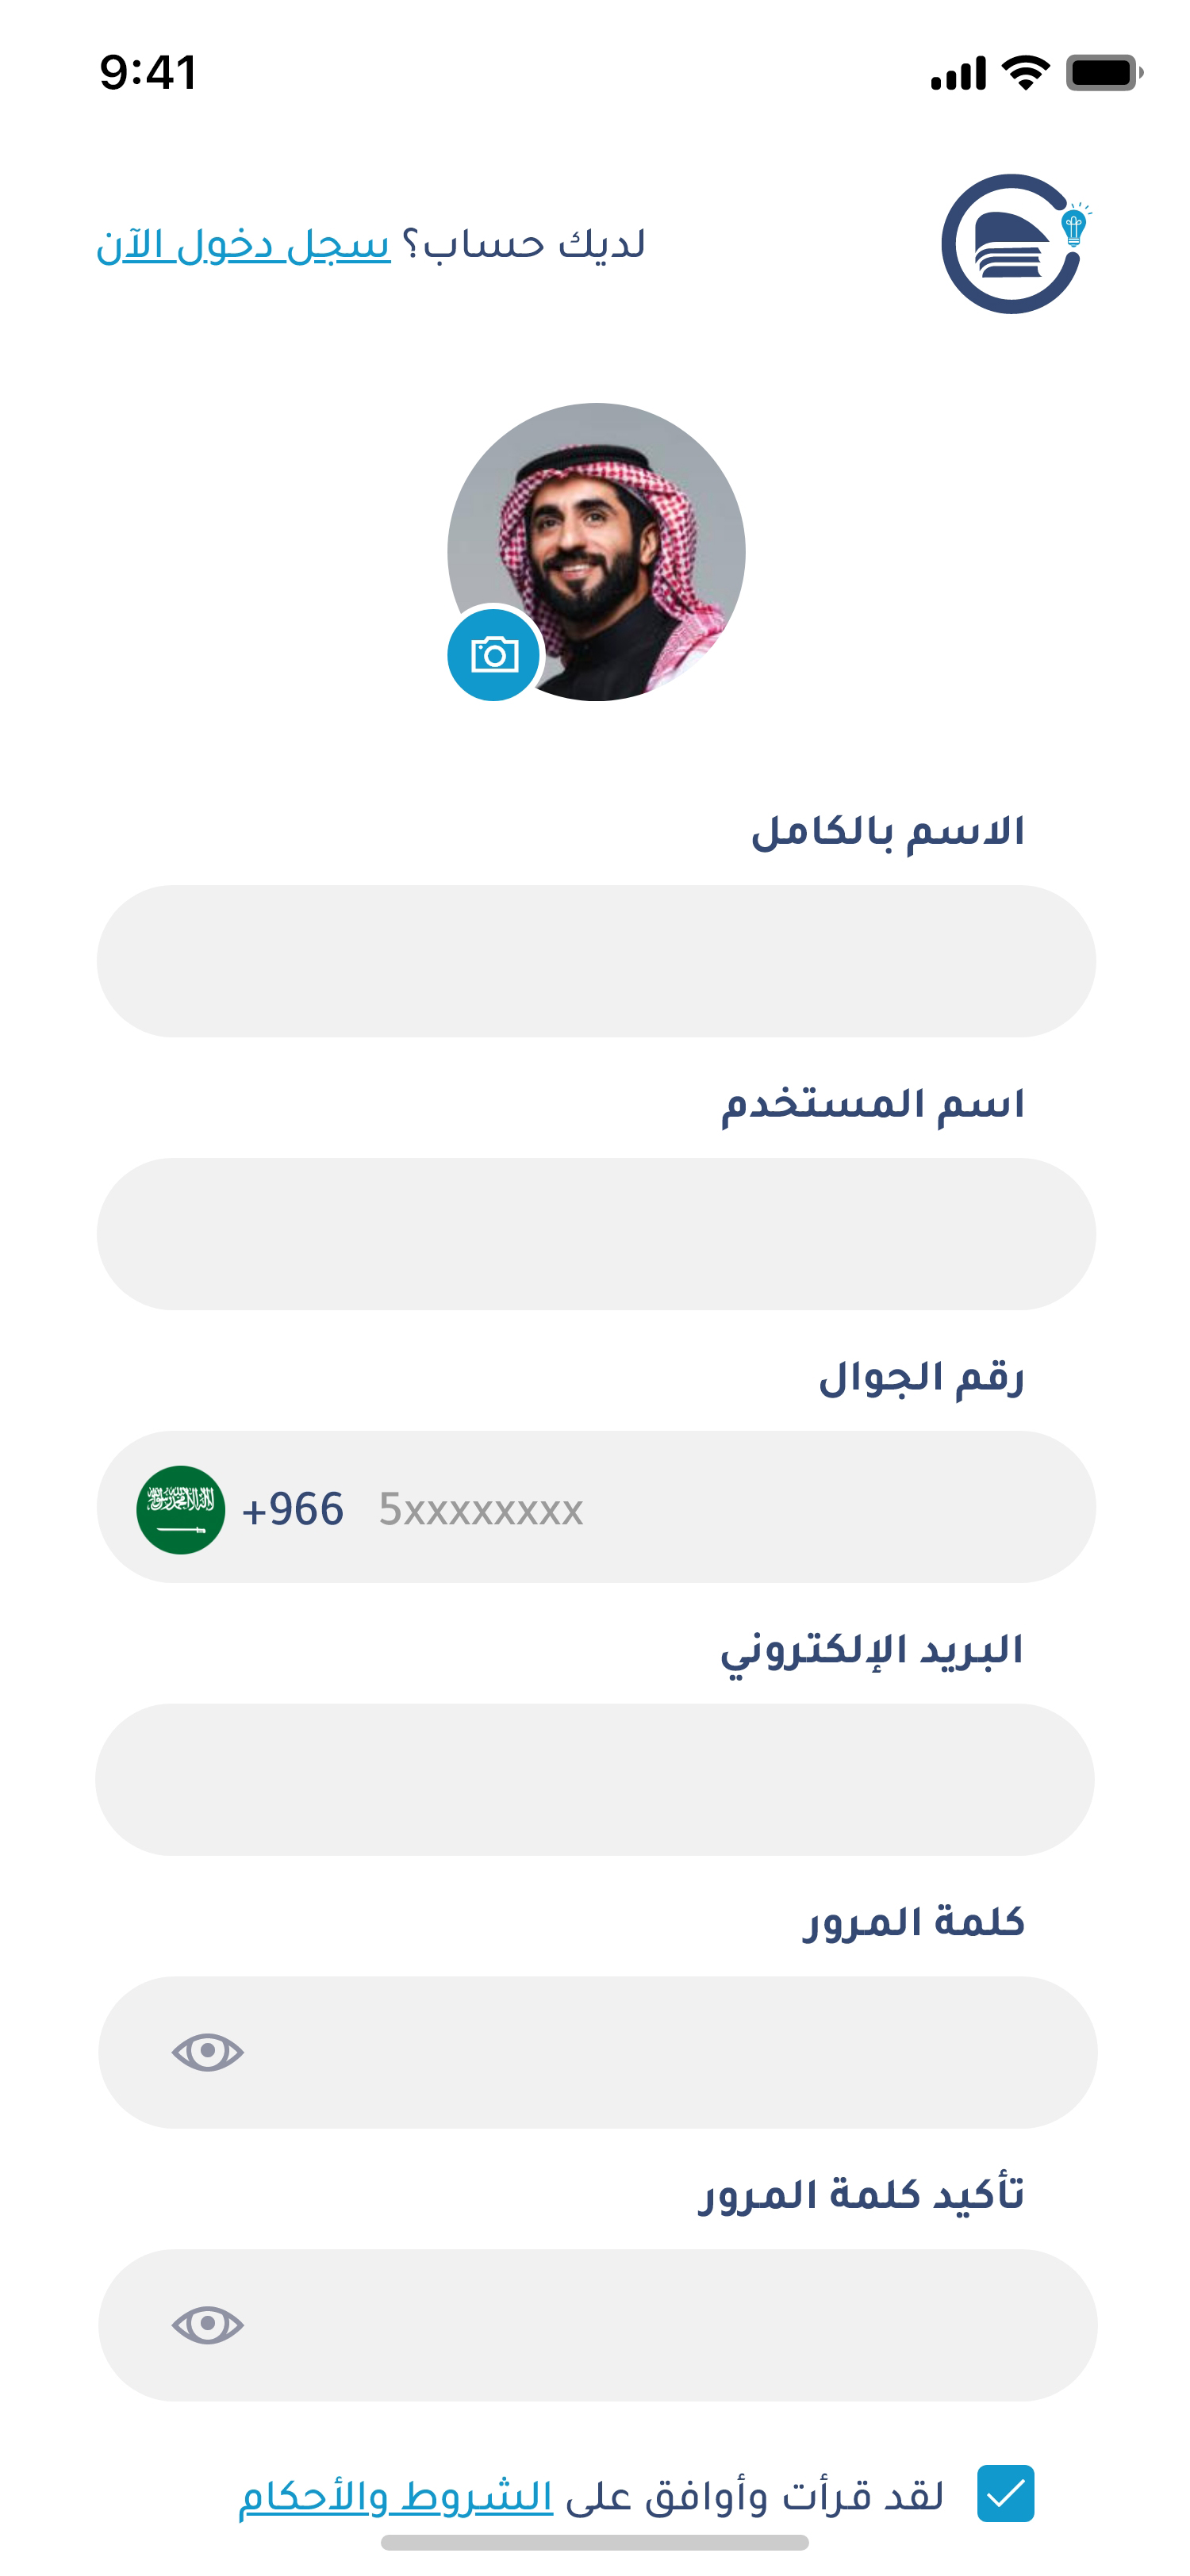 9:41
لديك حساب؟ سجل دخول الآن
الاسم بالكامل
اسم المستخدم
رقم الجوال
+966 5xxxxxxxx
البريد الإلكتروني
كلمة المرور
تأكيد كلمة المرور
لقد قرأت وأوافق على الشروط والأحكام